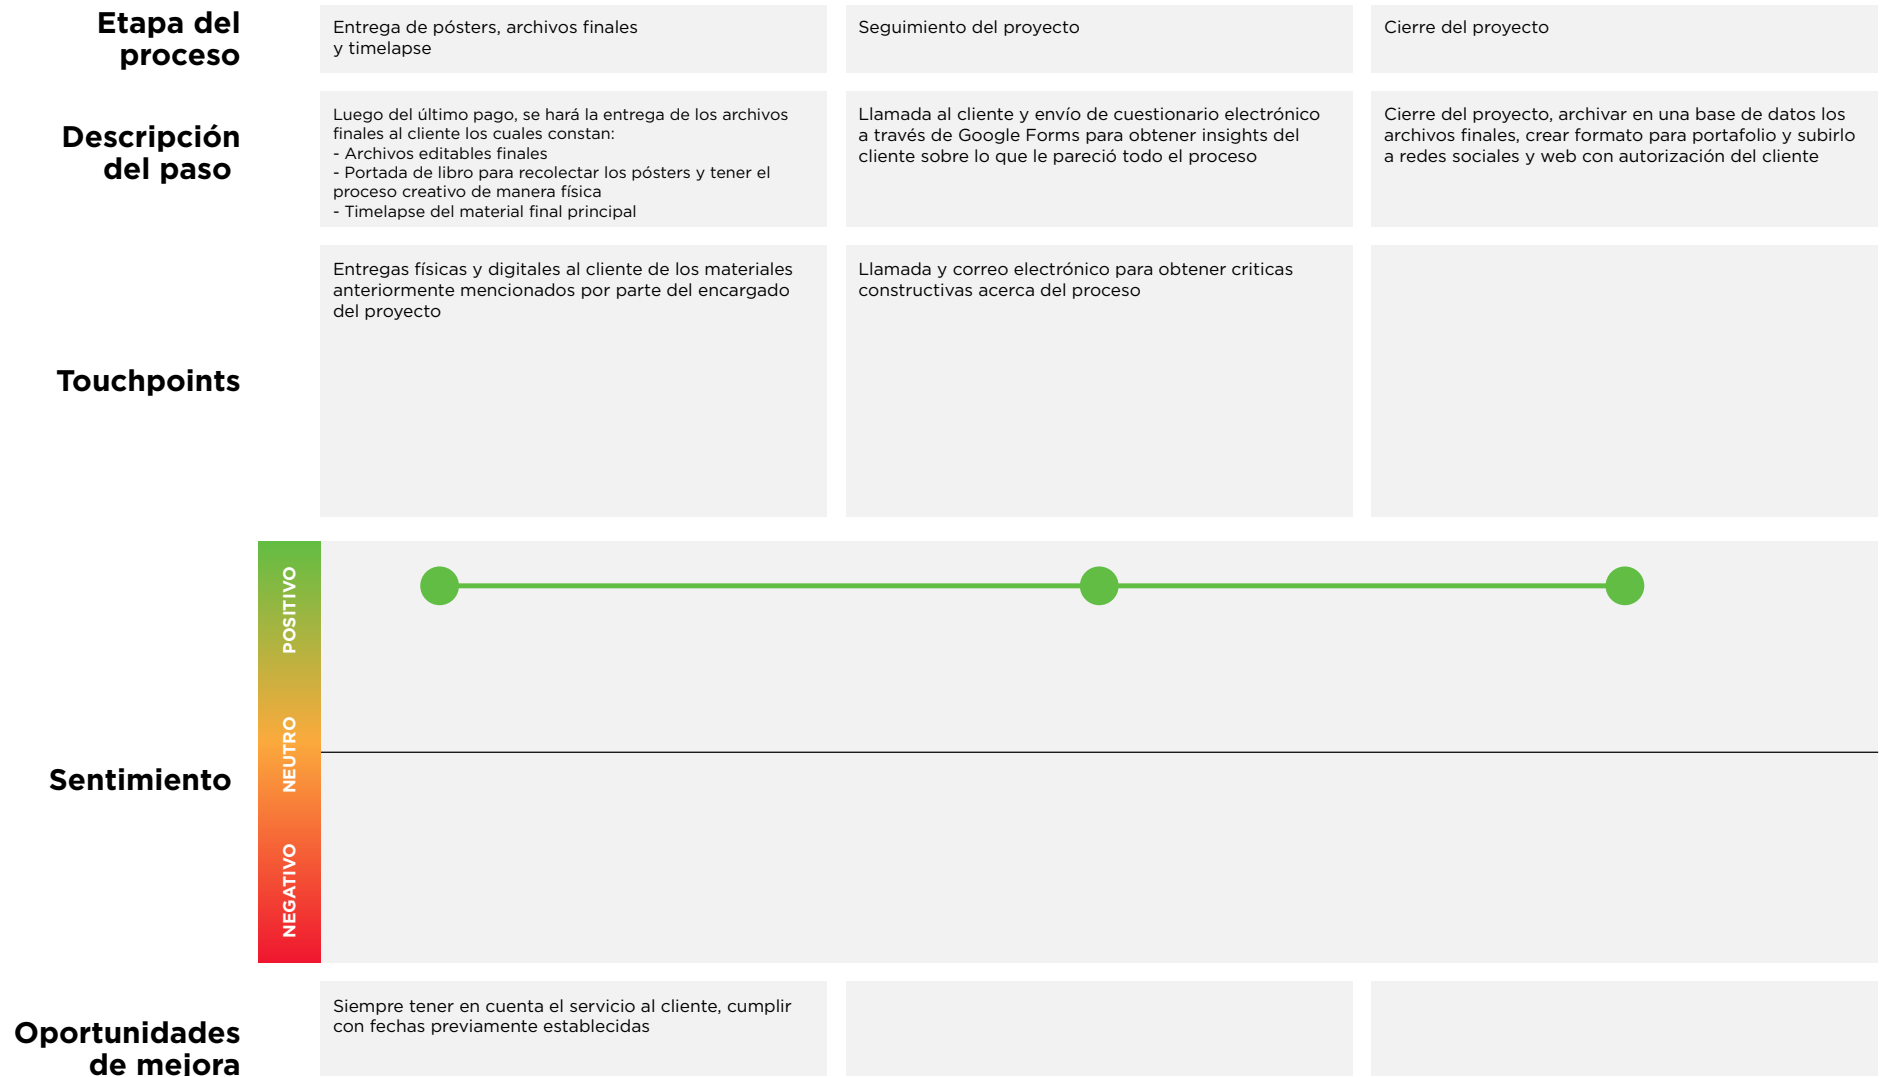 Etapa del
proceso
Entrega de pósters, archivos finales
y timelapse
Seguimiento del proyecto
Cierre del proyecto
Descripción
del paso
Luego del último pago, se hará la entrega de los archivos
finales al cliente los cuales constan:
- Archivos editables finales
- Portada de libro para recolectar los pósters y tener el
proceso creativo de manera física
- Timelapse del material final principal
Llamada al cliente y envío de cuestionario electrónico
a través de Google Forms para obtener insights del
cliente sobre lo que le pareció todo el proceso
Cierre del proyecto, archivar en una base de datos los
archivos finales, crear formato para portafolio y subirlo
a redes sociales y web con autorización del cliente
Touchpoints
Entregas físicas y digitales al cliente de los materiales
anteriormente mencionados por parte del encargado
del proyecto
Llamada y correo electrónico para obtener criticas
constructivas acerca del proceso
Sentimiento
POSITIVO
NEUTRO
NEGATIVO
Oportunidades
de mejora
Siempre tener en cuenta el servicio al cliente, cumplir
con fechas previamente establecidas